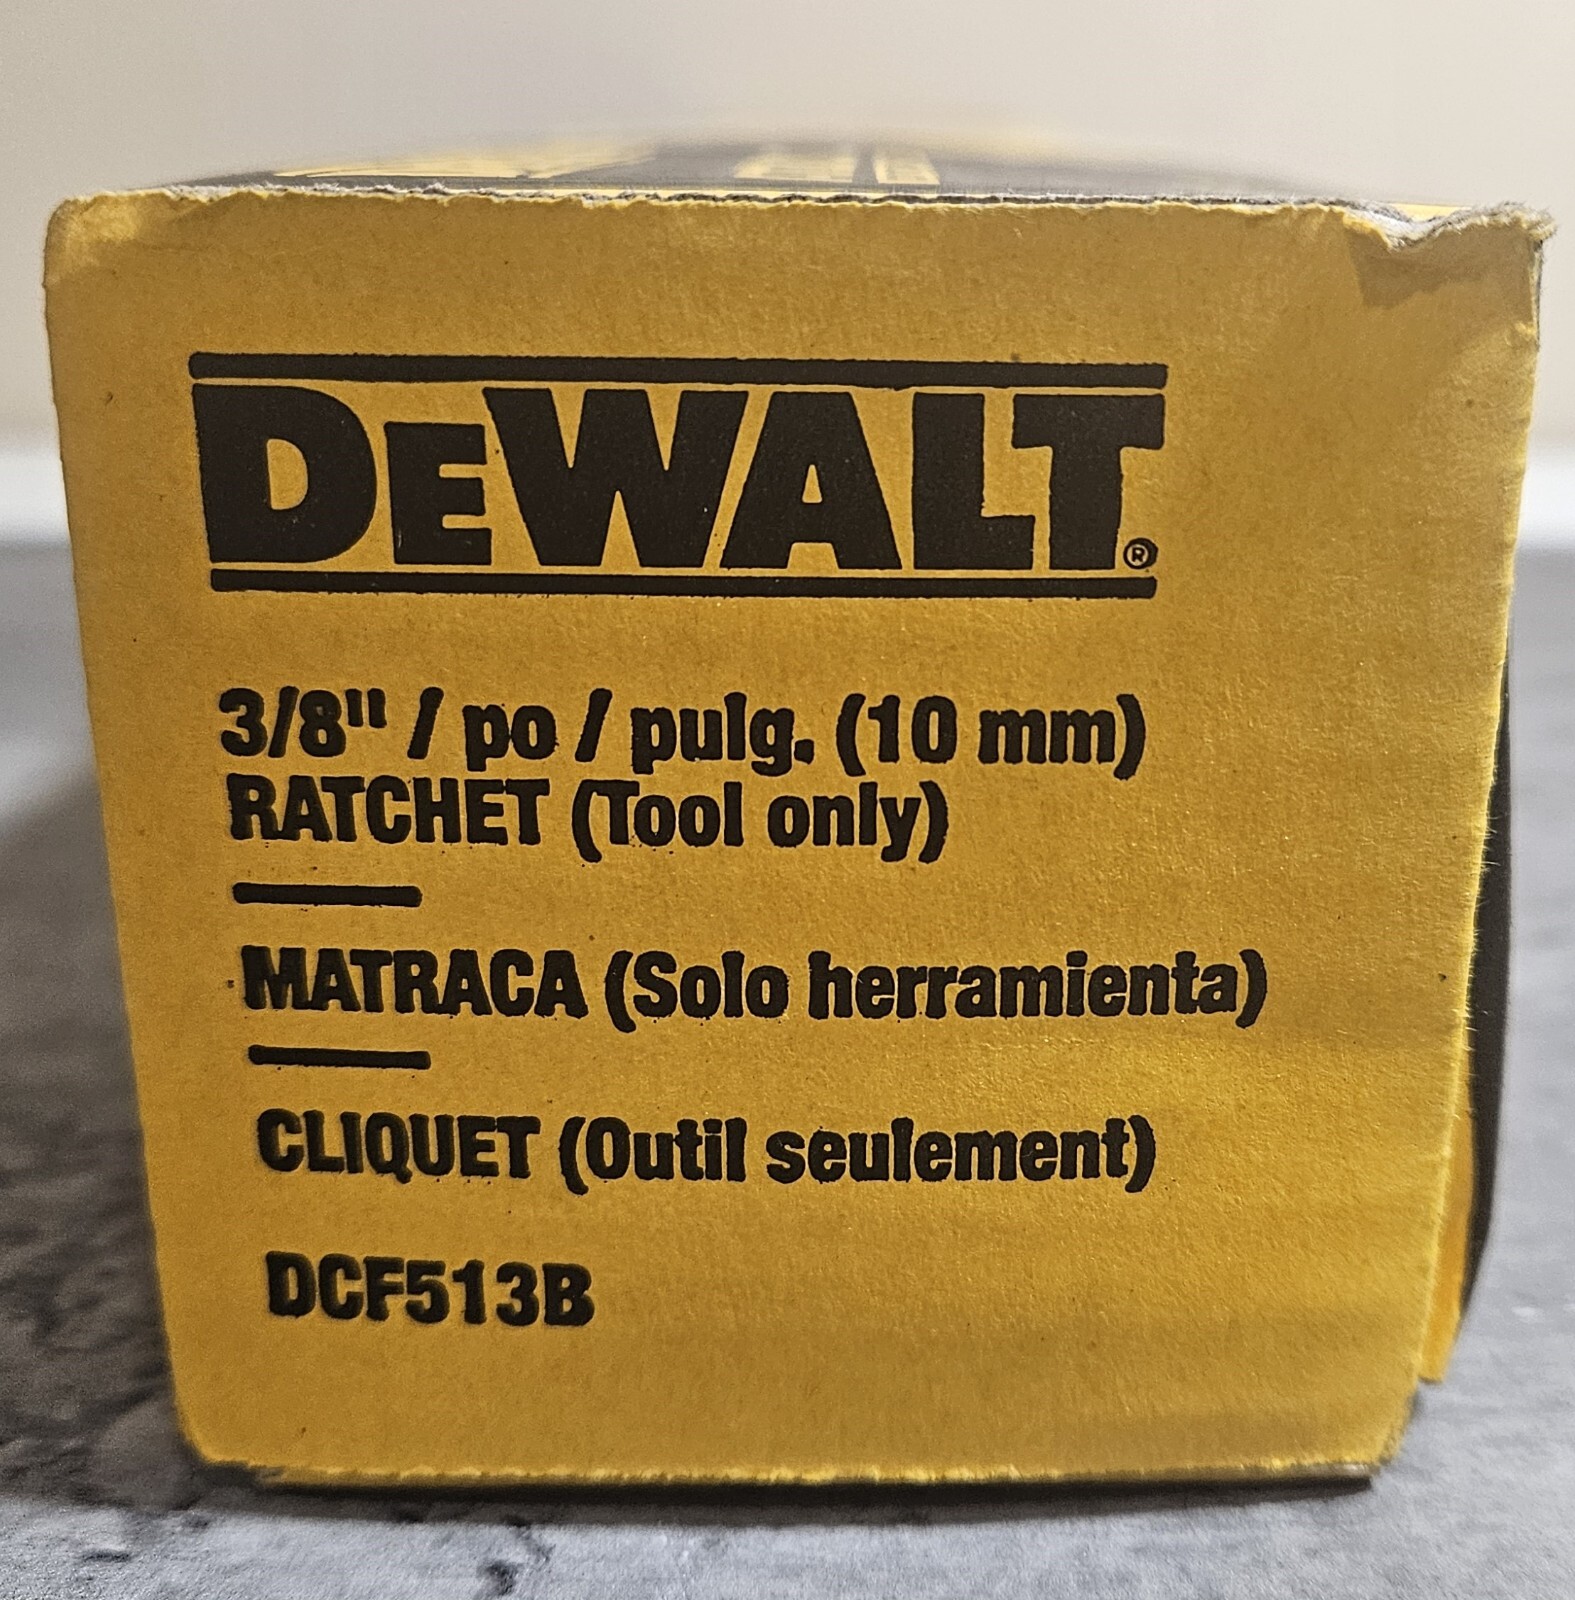 DEWALT®
3/8" / po / pulg. (10 mm)
RATCHET (Tool only)
MATRACA (Solo herramienta)
CLIQUET (Outil seulement)
DCF513B